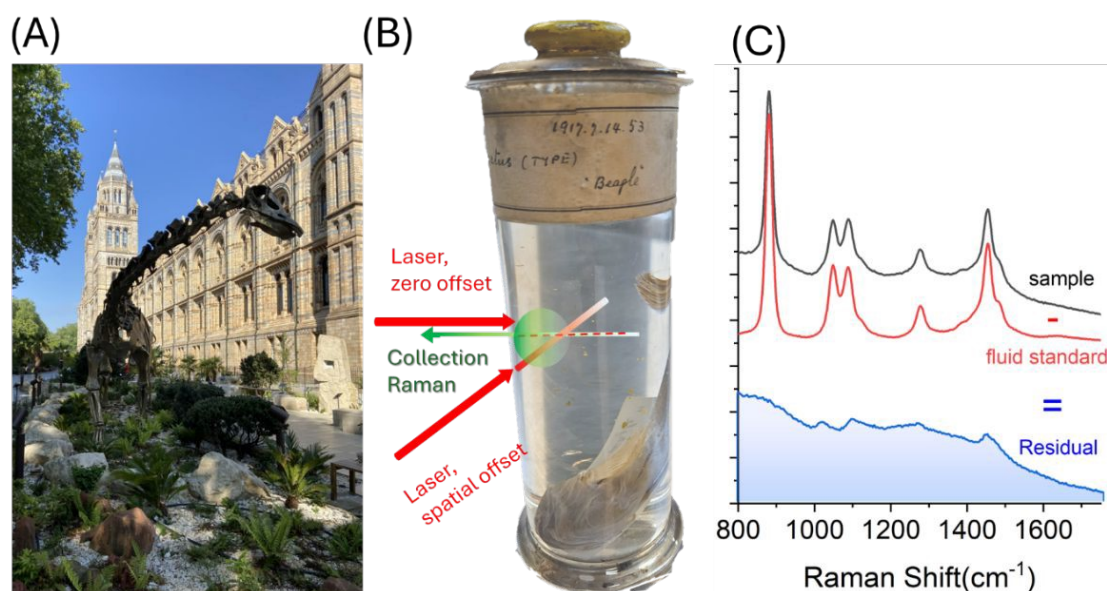 (A)
(B)
(C)
1917.7.14.53
atus (TYPE)
"Beagle"
Laser,
zero offset
Collection
Raman
Laser,
spatial offset
sample
-
fluid standard
=
Residual
800 1000 1200 1400 1600
Raman Shift(cm⁻¹)